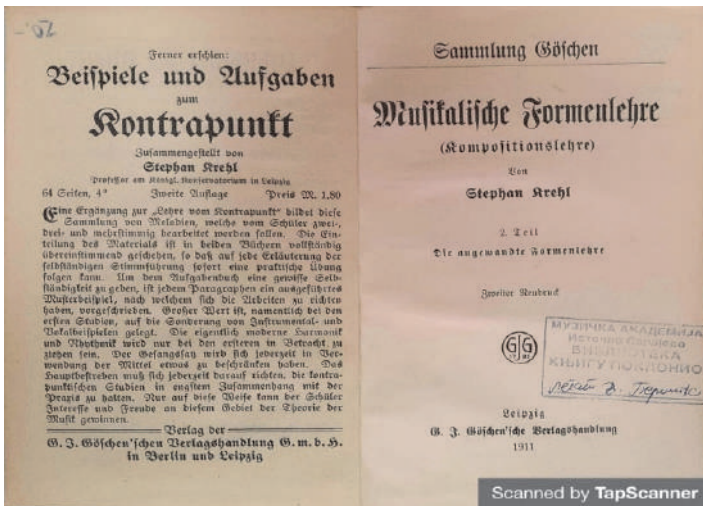 Ferner erschien:
Beispiele und Aufgaben
zum
Kontrapunkt
Zusammengestellt von
Stephan Krehl
Professor am Königl. Konservatorium in Leipzig
64 Seiten, 4° Zweite Auflage Preis M. 1.80
Eine Ergänzung zur „Lehre vom Kontrapunkt“ bildet diese
Sammlung von Melodien, welche vom Schüler zwei-,
drei- und mehrstimmig bearbeitet werden sollen. Die Ein-
teilung des Materials ist in beiden Büchern vollständig
übereinstimmend geschehen, so daß auf jede Erläuterung der
selbständigen Stimmführung sofort eine praktische Übung
folgen kann. Um dem Aufgabenbuch eine gewisse Selb-
ständigkeit zu geben, ist jedem Paragraphen ein ausgeführtes
Musterbeispiel, nach welchem sich die Arbeiten zu richten
haben, vorgeschrieben. Großer Wert ist, namentlich bei den
ersten Studien, auf die Sonderung von Instrumental- und
Vokalbeispielen gelegt. Die eigentlich moderne Harmonik
und Rhythmik wird nur bei den ersteren in Betracht zu
ziehen sein. Der Gesangssatz wird sich jederzeit in Ver-
wendung der Mittel etwas zu beschränken haben. Das
Hauptbestreben muß sich jederzeit darauf richten, die kontra-
punktischen Studien in engstem Zusammenhang mit der
Praxis zu halten. Nur auf diese Weise kann der Schüler
Interesse und Freude an diesem Gebiet der Theorie der
Musik gewinnen.
Verlag der
G. J. Göschen'schen Verlagshandlung G. m. b. H.
in Berlin und Leipzig
Sammlung Göschen
Musikalische Formenlehre
(Kompositionslehre)
Von
Stephan Krehl
2. Teil
Die angewandte Formenlehre
Zweiter Neudruck
МУЗИЧКА АКАДЕМИЈА
Источно Сарајево
БИБЛИОТЕКА
КЊИГУ ПОКЛОНИО
Leipzig
G. J. Göschen'sche Verlagshandlung
1911
Scanned by TapScanner